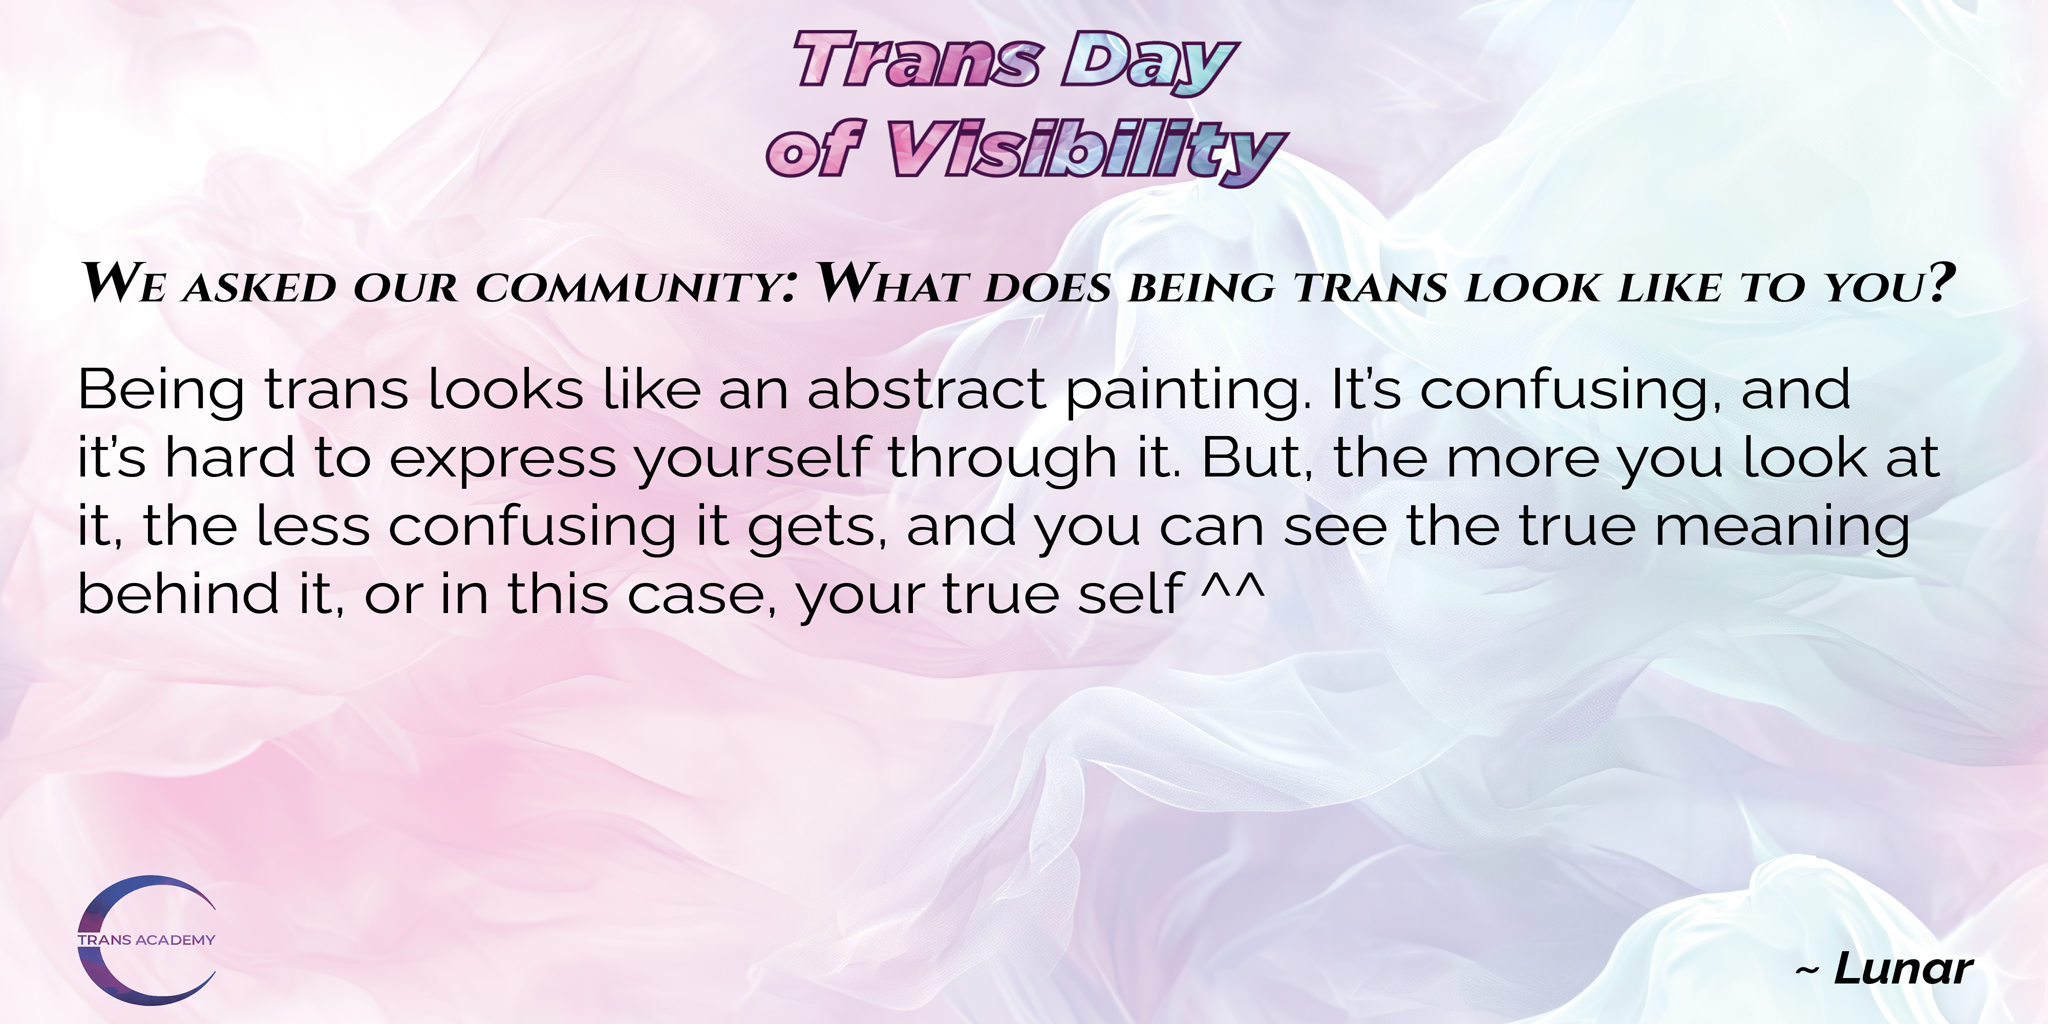 Trans Day
of Visibility
We asked our community: What does being trans look like to you?
Being trans looks like an abstract painting. It’s confusing, and
it’s hard to express yourself through it. But, the more you look at
it, the less confusing it gets, and you can see the true meaning
behind it, or in this case, your true self ^^
TRANS ACADEMY
~ Lunar